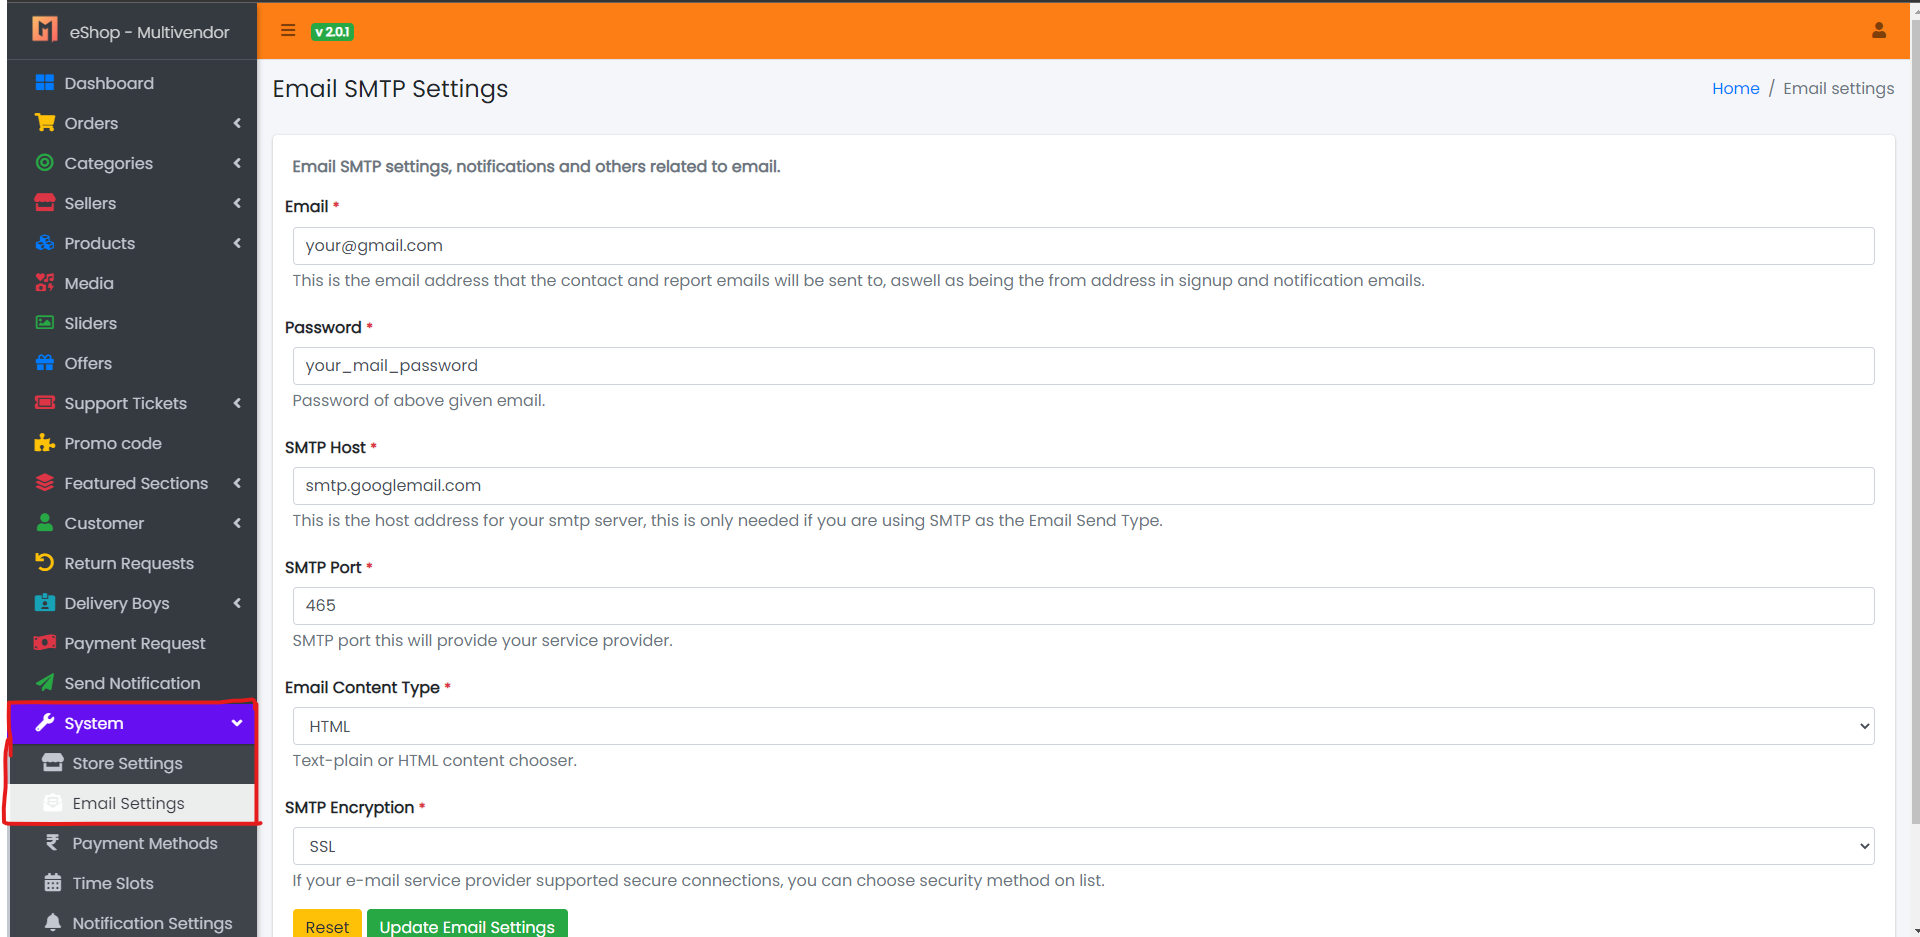 eShop - Multivendor
v 2.0.1
Dashboard
Orders
Categories
Sellers
Products
Media
Sliders
Offers
Support Tickets
Promo code
Featured Sections
Customer
Return Requests
Delivery Boys
Payment Request
Send Notification
System
Store Settings
Email Settings
Payment Methods
Time Slots
Notification Settings
Email SMTP Settings
Home / Email settings
Email SMTP settings, notifications and others related to email.
Email *
your@gmail.com
This is the email address that the contact and report emails will be sent to, aswell as being the from address in signup and notification emails.
Password *
your_mail_password
Password of above given email.
SMTP Host *
smtp.googlemail.com
This is the host address for your smtp server, this is only needed if you are using SMTP as the Email Send Type.
SMTP Port *
465
SMTP port this will provide your service provider.
Email Content Type *
HTML
Text-plain or HTML content chooser.
SMTP Encryption *
SSL
If your e-mail service provider supported secure connections, you can choose security method on list.
Reset
Update Email Settings